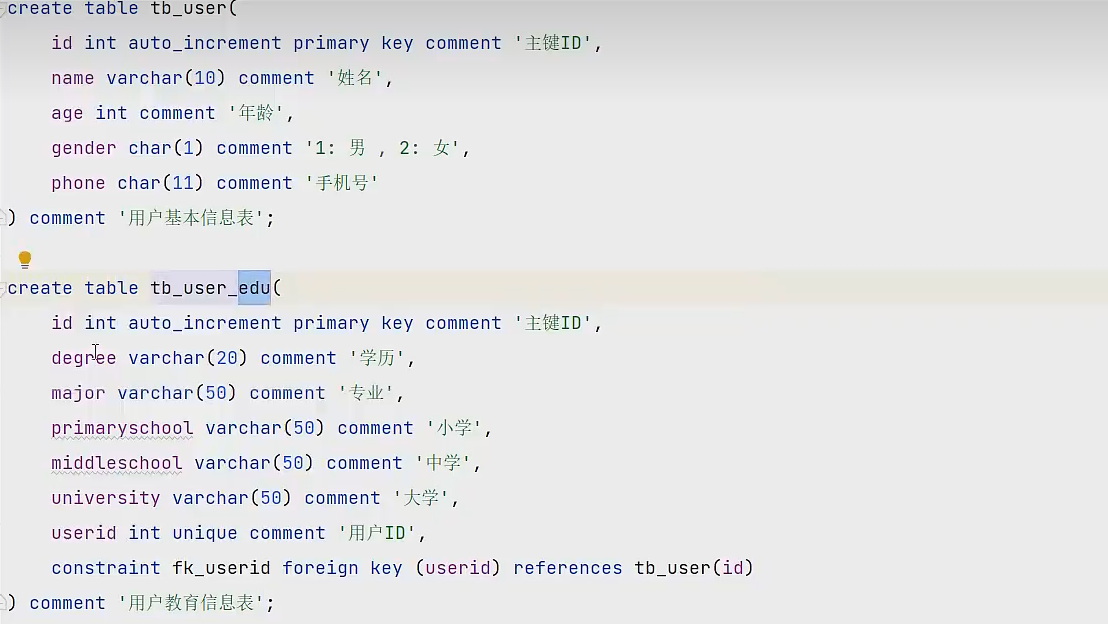 create table tb_user(
    id int auto_increment primary key comment '主键ID',
    name varchar(10) comment '姓名',
    age int comment '年龄',
    gender char(1) comment '1: 男 , 2: 女',
    phone char(11) comment '手机号'
) comment '用户基本信息表';
create table tb_user_edu(
    id int auto_increment primary key comment '主键ID',
    degree varchar(20) comment '学历',
    major varchar(50) comment '专业',
    primaryschool varchar(50) comment '小学',
    middleschool varchar(50) comment '中学',
    university varchar(50) comment '大学',
    userid int unique comment '用户ID',
    constraint fk_userid foreign key (userid) references tb_user(id)
) comment '用户教育信息表';